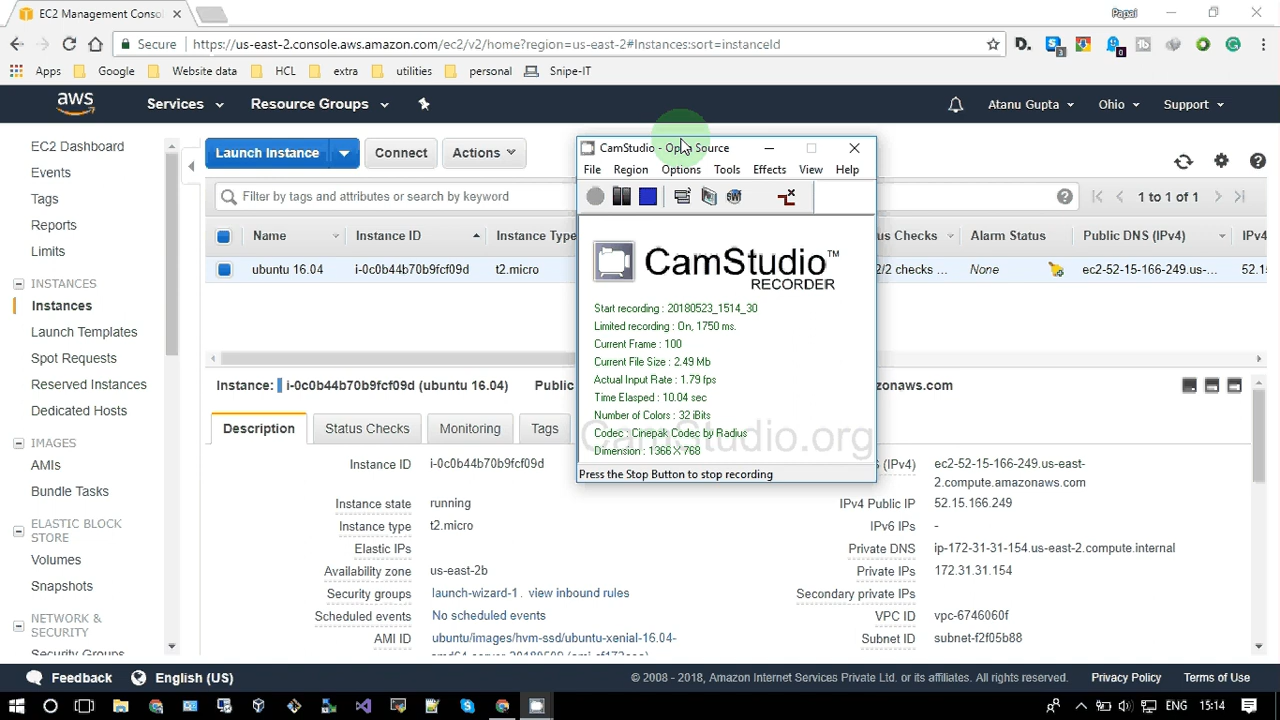 EC2 Management Conso
Papai
Secure
https://us-east-2.console.aws.amazon.com/ec2/v2/home?region=us-east-2#Instances:sort=instanceId
Apps Google Website data HCL extra utilities personal Snipe-IT
aws Services Resource Groups Atanu Gupta Ohio Support
EC2 Dashboard
Events
Tags
Reports
Limits
INSTANCES
Instances
Launch Templates
Spot Requests
Reserved Instances
Dedicated Hosts
IMAGES
AMIs
Bundle Tasks
ELASTIC BLOCK
STORE
Volumes
Snapshots
NETWORK &
SECURITY
Security Groups
Launch Instance Connect Actions
Filter by tags and attributes or search by keyword
1 to 1 of 1
Name Instance ID Instance Type us Checks Alarm Status Public DNS (IPv4) IPv4
ubuntu 16.04 i-0c0b44b70b9fcf09d t2.micro 2/2 checks ... None ec2-52-15-166-249.us-... 52.15
CamStudio - Open Source
File Region Options Tools Effects View Help
CamStudio™
RECORDER
Start recording : 20180523_1514_30
Limited recording : On, 1750 ms.
Current Frame : 100
Current File Size : 2.49 Mb
Actual Input Rate : 1.79 fps
Time Elasped : 10.04 sec
Number of Colors : 32 iBits
Codec : Cinepak Codec by Radius
Dimension : 1366 X 768
CamStudio.org
Press the Stop Button to stop recording
Instance: i-0c0b44b70b9fcf09d (ubuntu 16.04) Public
zonaws.com
Description Status Checks Monitoring Tags
Instance ID i-0c0b44b70b9fcf09d
Instance state running
Instance type t2.micro
Elastic IPs
Availability zone us-east-2b
Security groups launch-wizard-1. view inbound rules
Scheduled events No scheduled events
AMI ID ubuntu/images/hvm-ssd/ubuntu-xenial-16.04-
(IPv4) ec2-52-15-166-249.us-east-
2.compute.amazonaws.com
IPv4 Public IP 52.15.166.249
IPv6 IPs -
Private DNS ip-172-31-31-154.us-east-2.compute.internal
Private IPs 172.31.31.154
Secondary private IPs
VPC ID vpc-6746060f
Subnet ID subnet-f2f05b88
Feedback English (US)
© 2008 - 2018, Amazon Internet Services Private Ltd. or its affiliates. All rights reserved. Privacy Policy Terms of Use
ENG 15:14